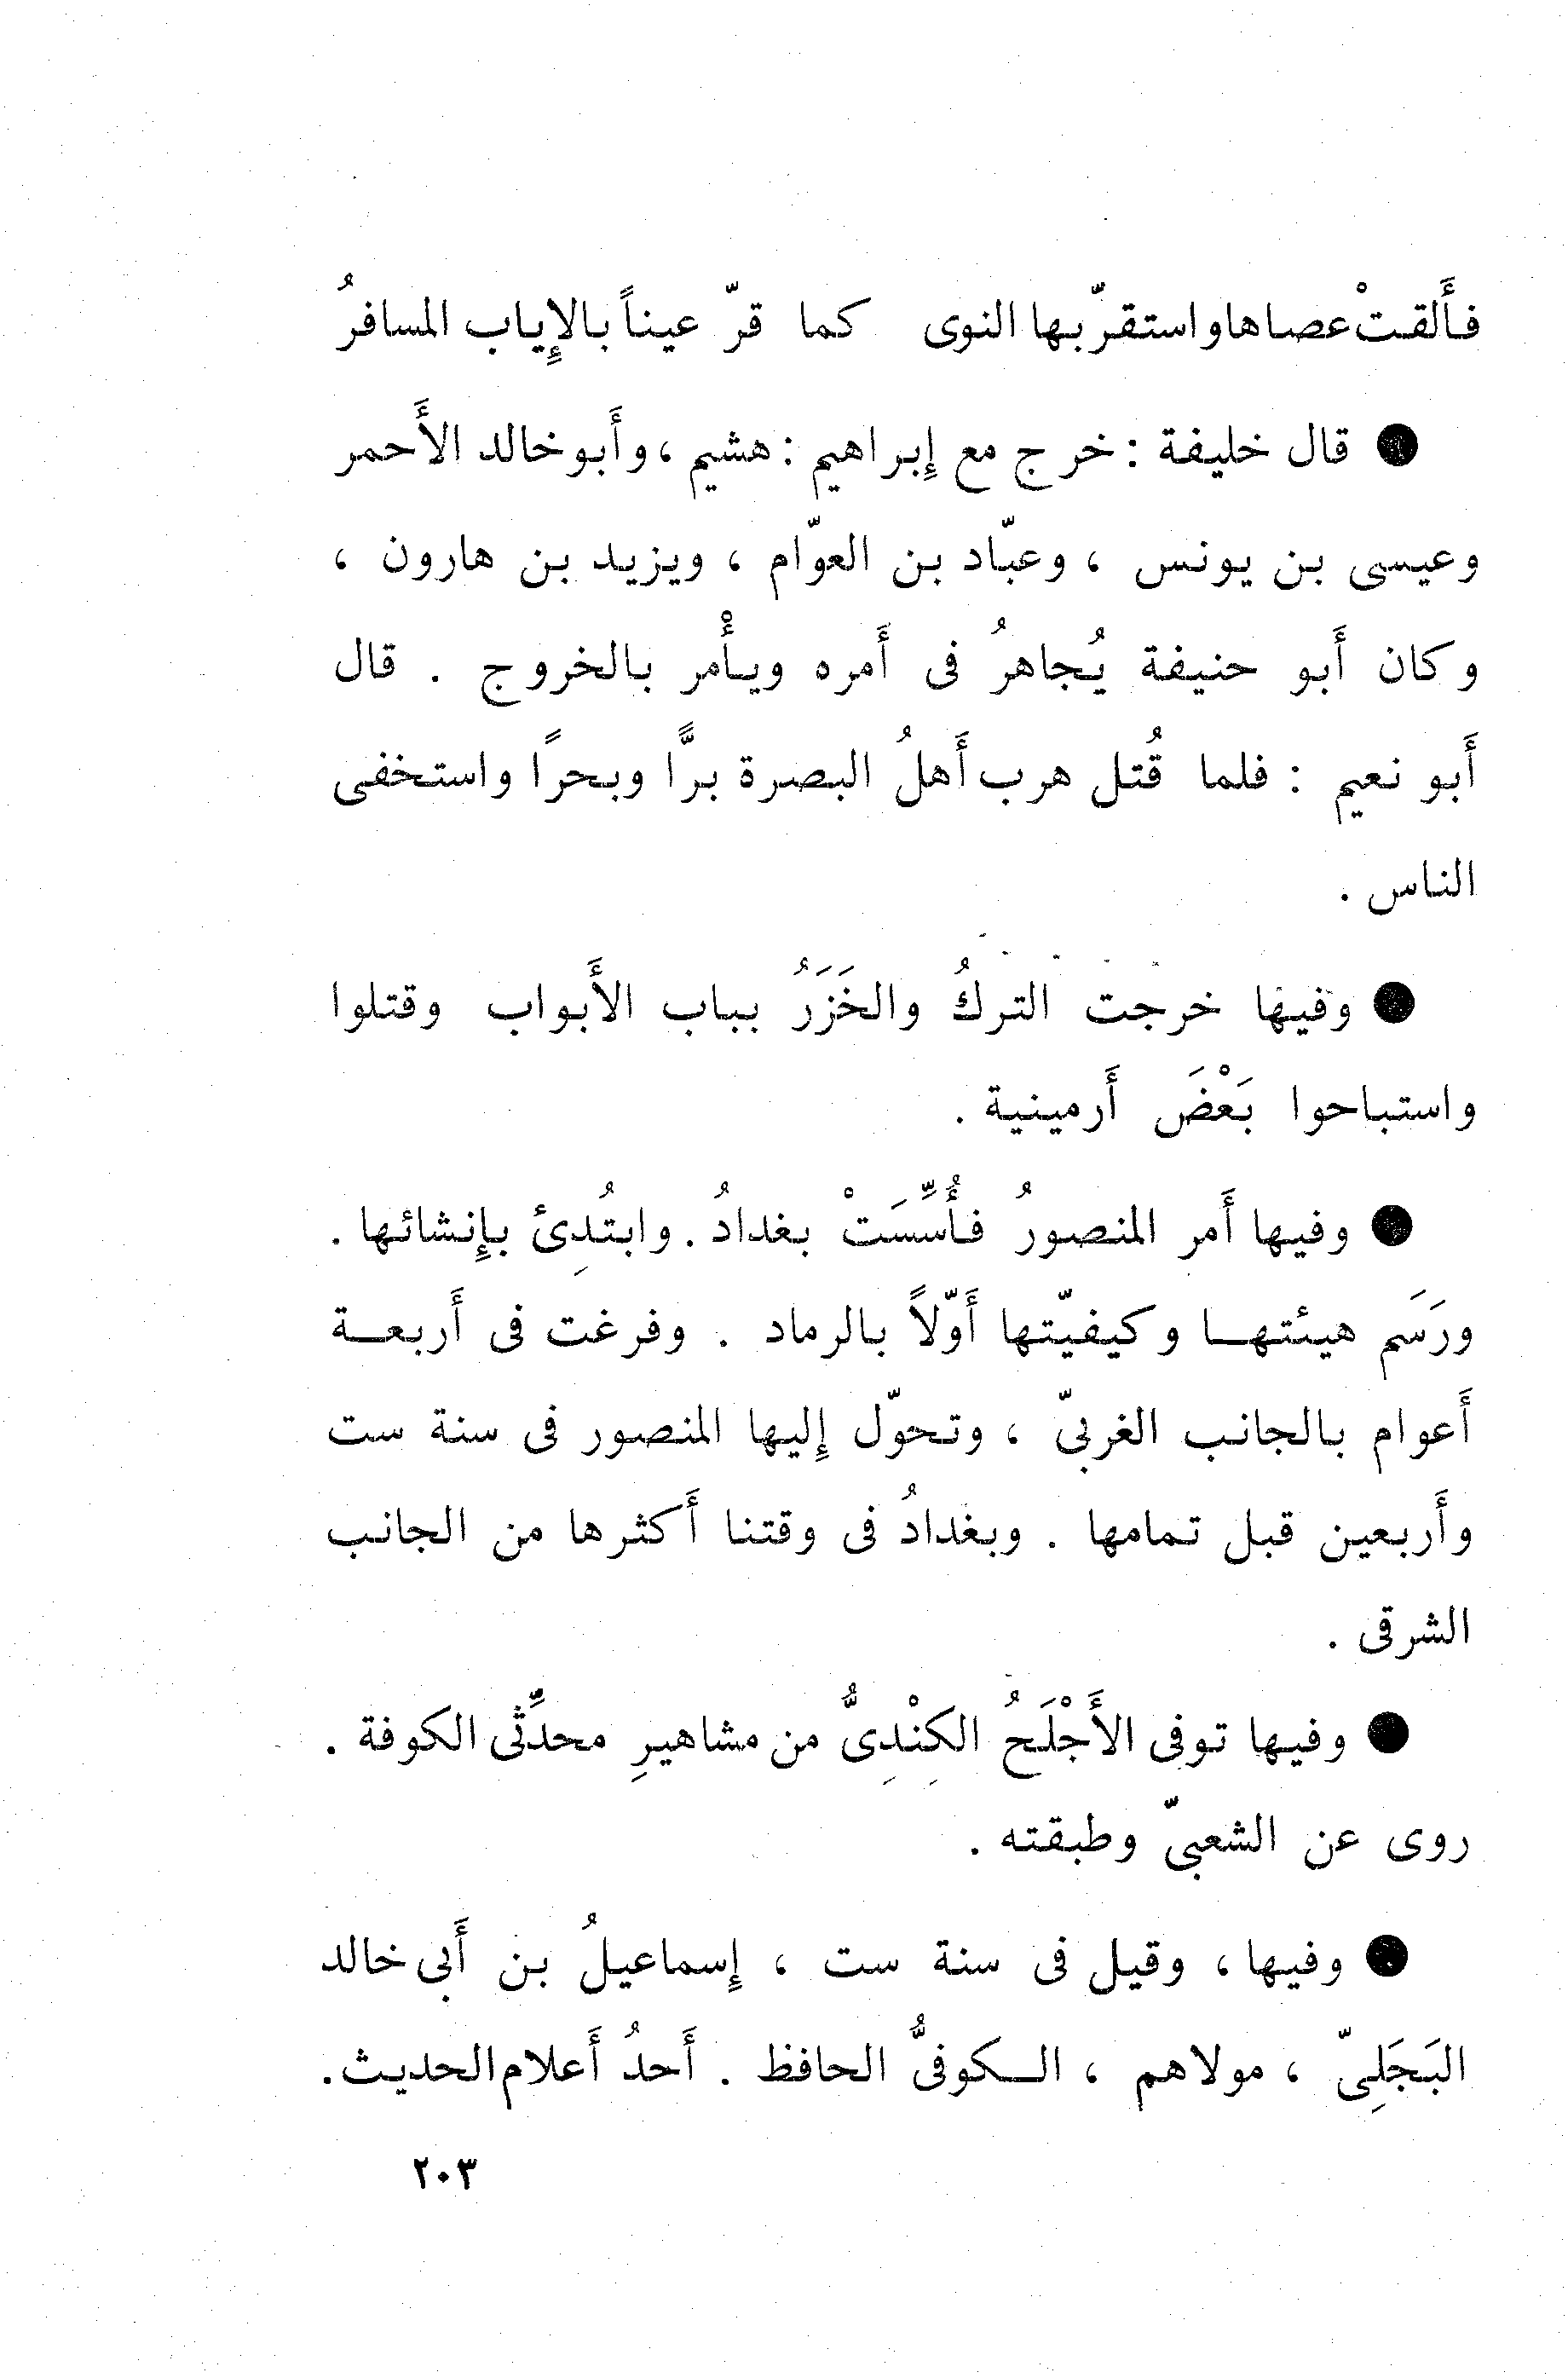 فأَلقتْ عصاها واستقرّ بها النوى كما قرّ عيناً بالإِياب المسافرُ
● قال خليفة : خرج مع إِبراهيم : هشيم ، وأَبو خالد الأَحمر
وعيسى بن يونس ، وعبّاد بن العوّام ، ويزيد بن هارون ،
وكان أَبو حنيفة يُجاهرُ فى أَمره ويأْمر بالخروج . قال
أَبو نعيم : فلما قُتل هرب أَهلُ البصرة برًّا وبحرًا واستخفى
الناس .
● وفيها خرجت التركُ والخَزَرُ بباب الأَبواب وقتلوا
واستباحوا بَعْضَ أَرمينية .
● وفيها أَمر المنصورُ فأُسِّسَتْ بغدادُ . وابتُدِئ بإِنشائها .
ورَسَم هيئتهـا وكيفيّتها أَوّلاً بالرماد . وفرغت فى أَربعـة
أَعوام بالجانب الغربىّ ، وتحوّل إِليها المنصور فى سنة ست
وأَربعين قبل تمامها . وبغدادُ فى وقتنا أَكثرها من الجانب
الشرقى .
● وفيها توفى الأَجْلَحُ الكِنْدِىُّ من مشاهيرِ محدِّثى الكوفة .
روى عن الشعبىّ وطبقته .
● وفيها ، وقيل فى سنة ست ، إِسماعيلُ بن أَبى خالد
البَجَلِىّ ، مولاهم ، الـكوفىُّ الحافظ . أَحدُ أَعلام الحديث .
٢٠٣